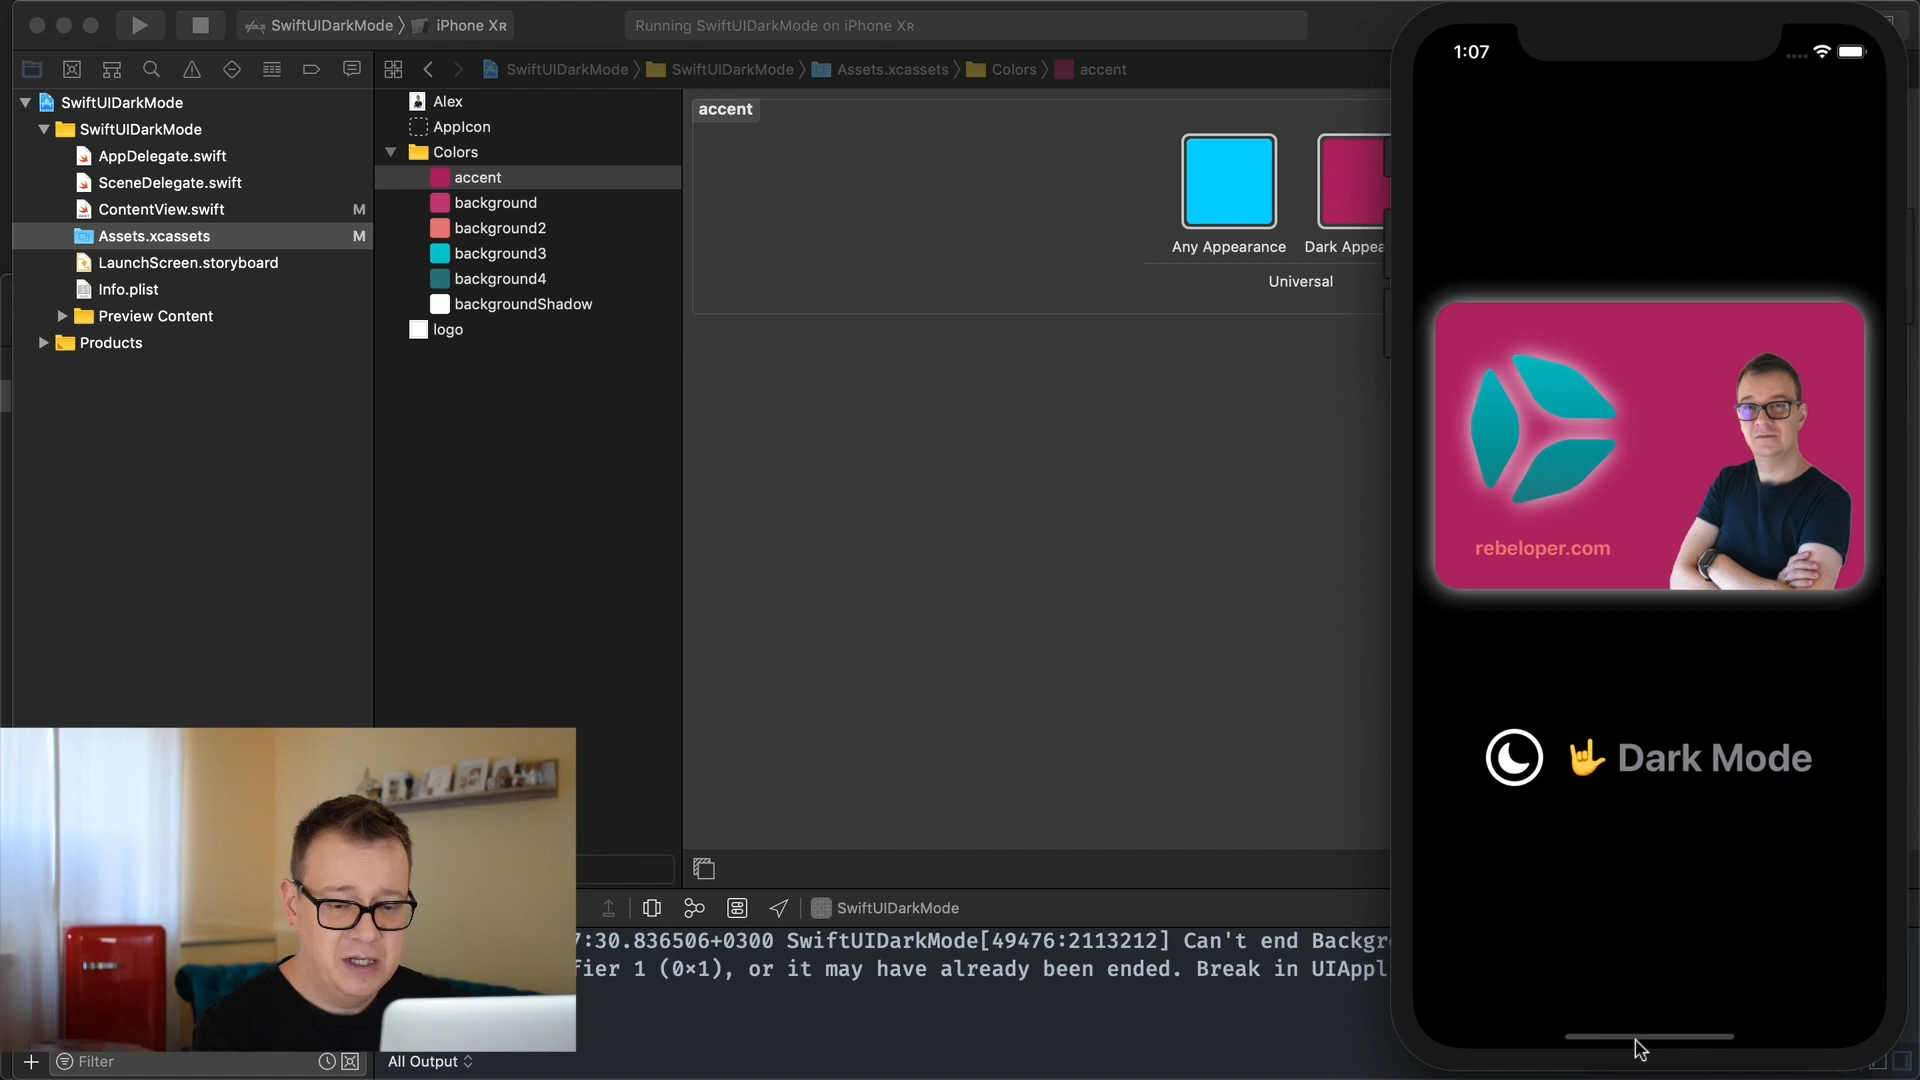 SwiftUIDarkMode 〉 iPhone Xʀ
Running SwiftUIDarkMode on iPhone Xʀ
1:07
SwiftUIDarkMode 〉 SwiftUIDarkMode 〉 Assets.xcassets 〉 Colors 〉 accent
SwiftUIDarkMode
SwiftUIDarkMode
AppDelegate.swift
SceneDelegate.swift
ContentView.swift M
Assets.xcassets M
LaunchScreen.storyboard
Info.plist
Preview Content
Products
Alex
AppIcon
Colors
accent
background
background2
background3
background4
backgroundShadow
logo
accent
Any Appearance
Dark Appea
Universal
rebeloper.com
🤟 Dark Mode
SwiftUIDarkMode
7:30.836506+0300 SwiftUIDarkMode[49476:2113212] Can't end Backgr
fier 1 (0×1), or it may have already been ended. Break in UIAppl
Filter
All Output